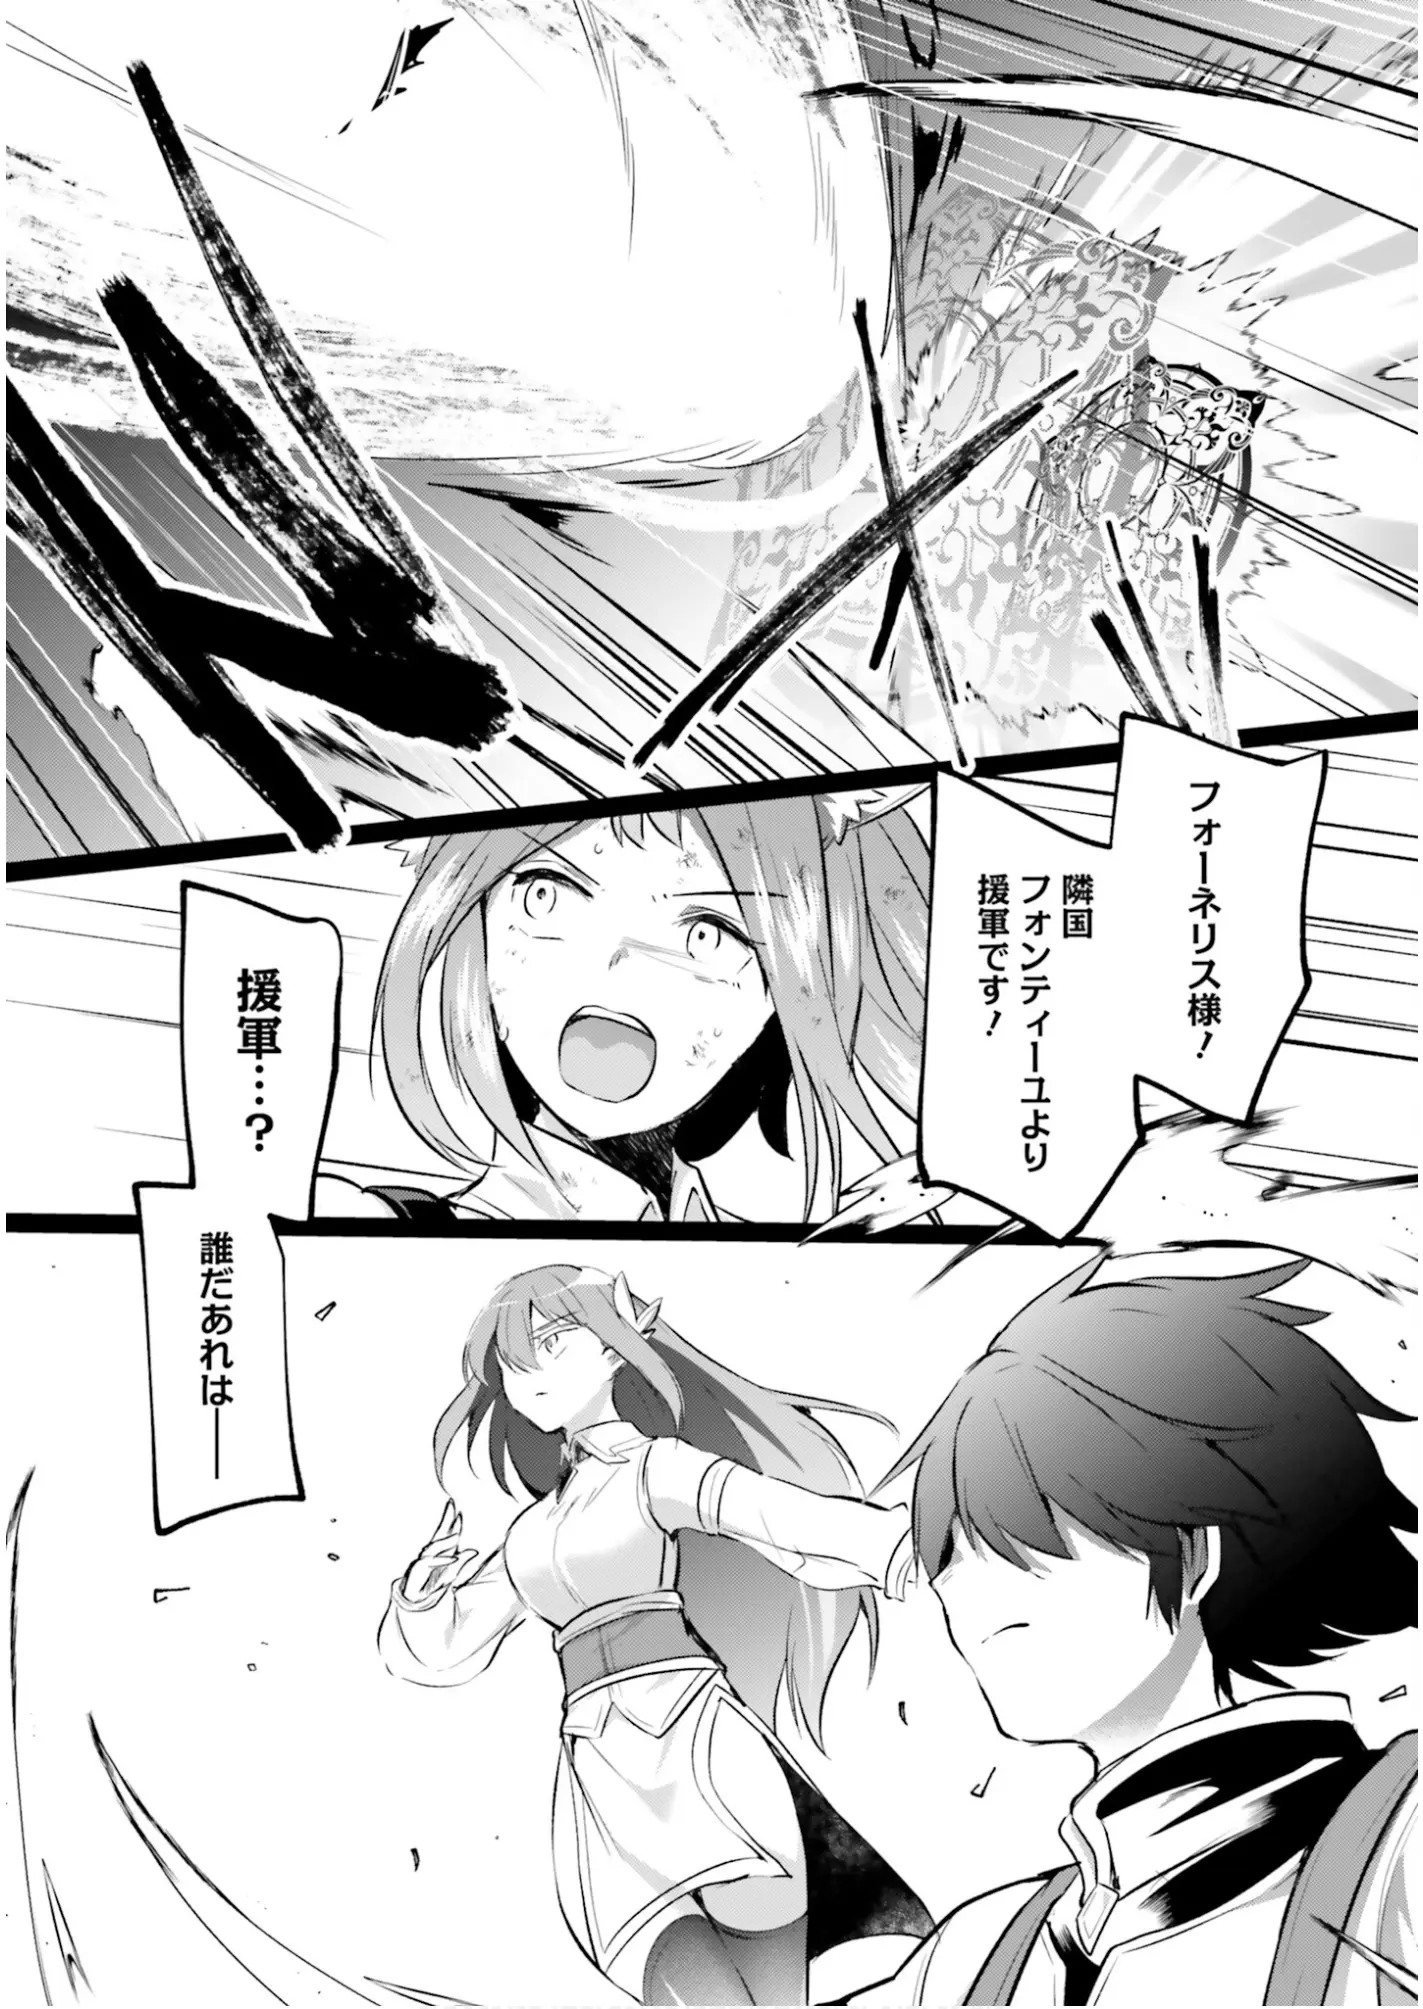 フォーネリス様！
隣国
フォンティーユより
援軍です！
援軍…？
誰だあれは──